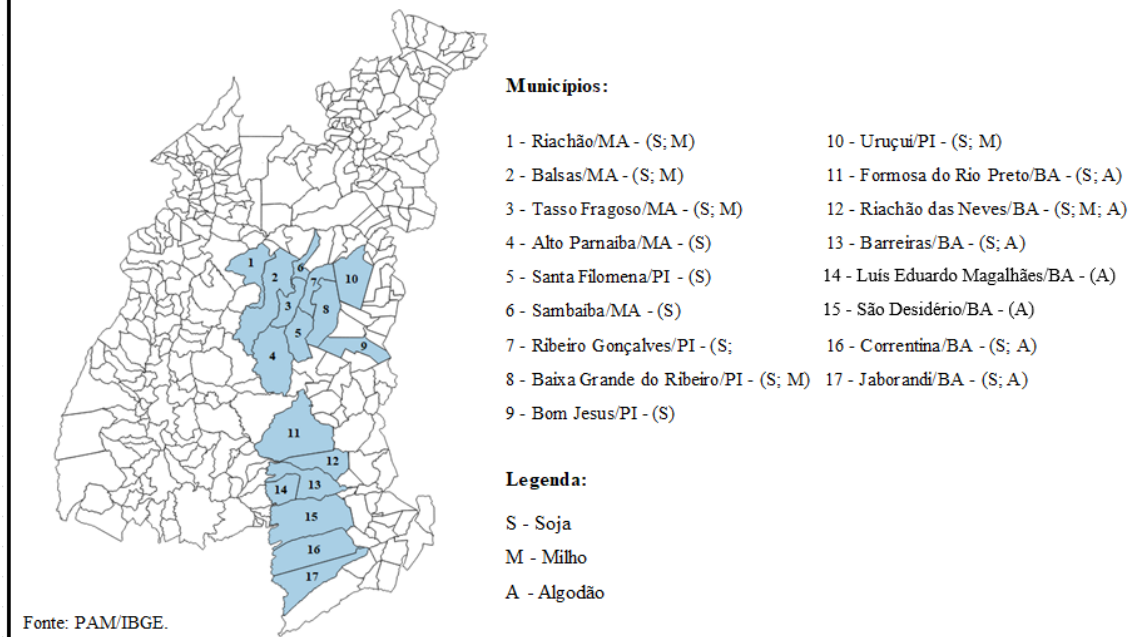 Municípios:
1 - Riachão/MA - (S; M)
2 - Balsas/MA - (S; M)
3 - Tasso Fragoso/MA - (S; M)
4 - Alto Parnaiba/MA - (S)
5 - Santa Filomena/PI - (S)
6 - Sambaiba/MA - (S)
7 - Ribeiro Gonçalves/PI - (S;
8 - Baixa Grande do Ribeiro/PI - (S; M)
9 - Bom Jesus/PI - (S)
10 - Uruçui/PI - (S; M)
11 - Formosa do Rio Preto/BA - (S; A)
12 - Riachão das Neves/BA - (S; M; A)
13 - Barreiras/BA - (S; A)
14 - Luís Eduardo Magalhães/BA - (A)
15 - São Desidério/BA - (A)
16 - Correntina/BA - (S; A)
17 - Jaborandi/BA - (S; A)
Legenda:
S - Soja
M - Milho
A - Algodão
1
2
6
7
10
3
8
5
9
4
11
12
14
13
15
16
17
Fonte: PAM/IBGE.